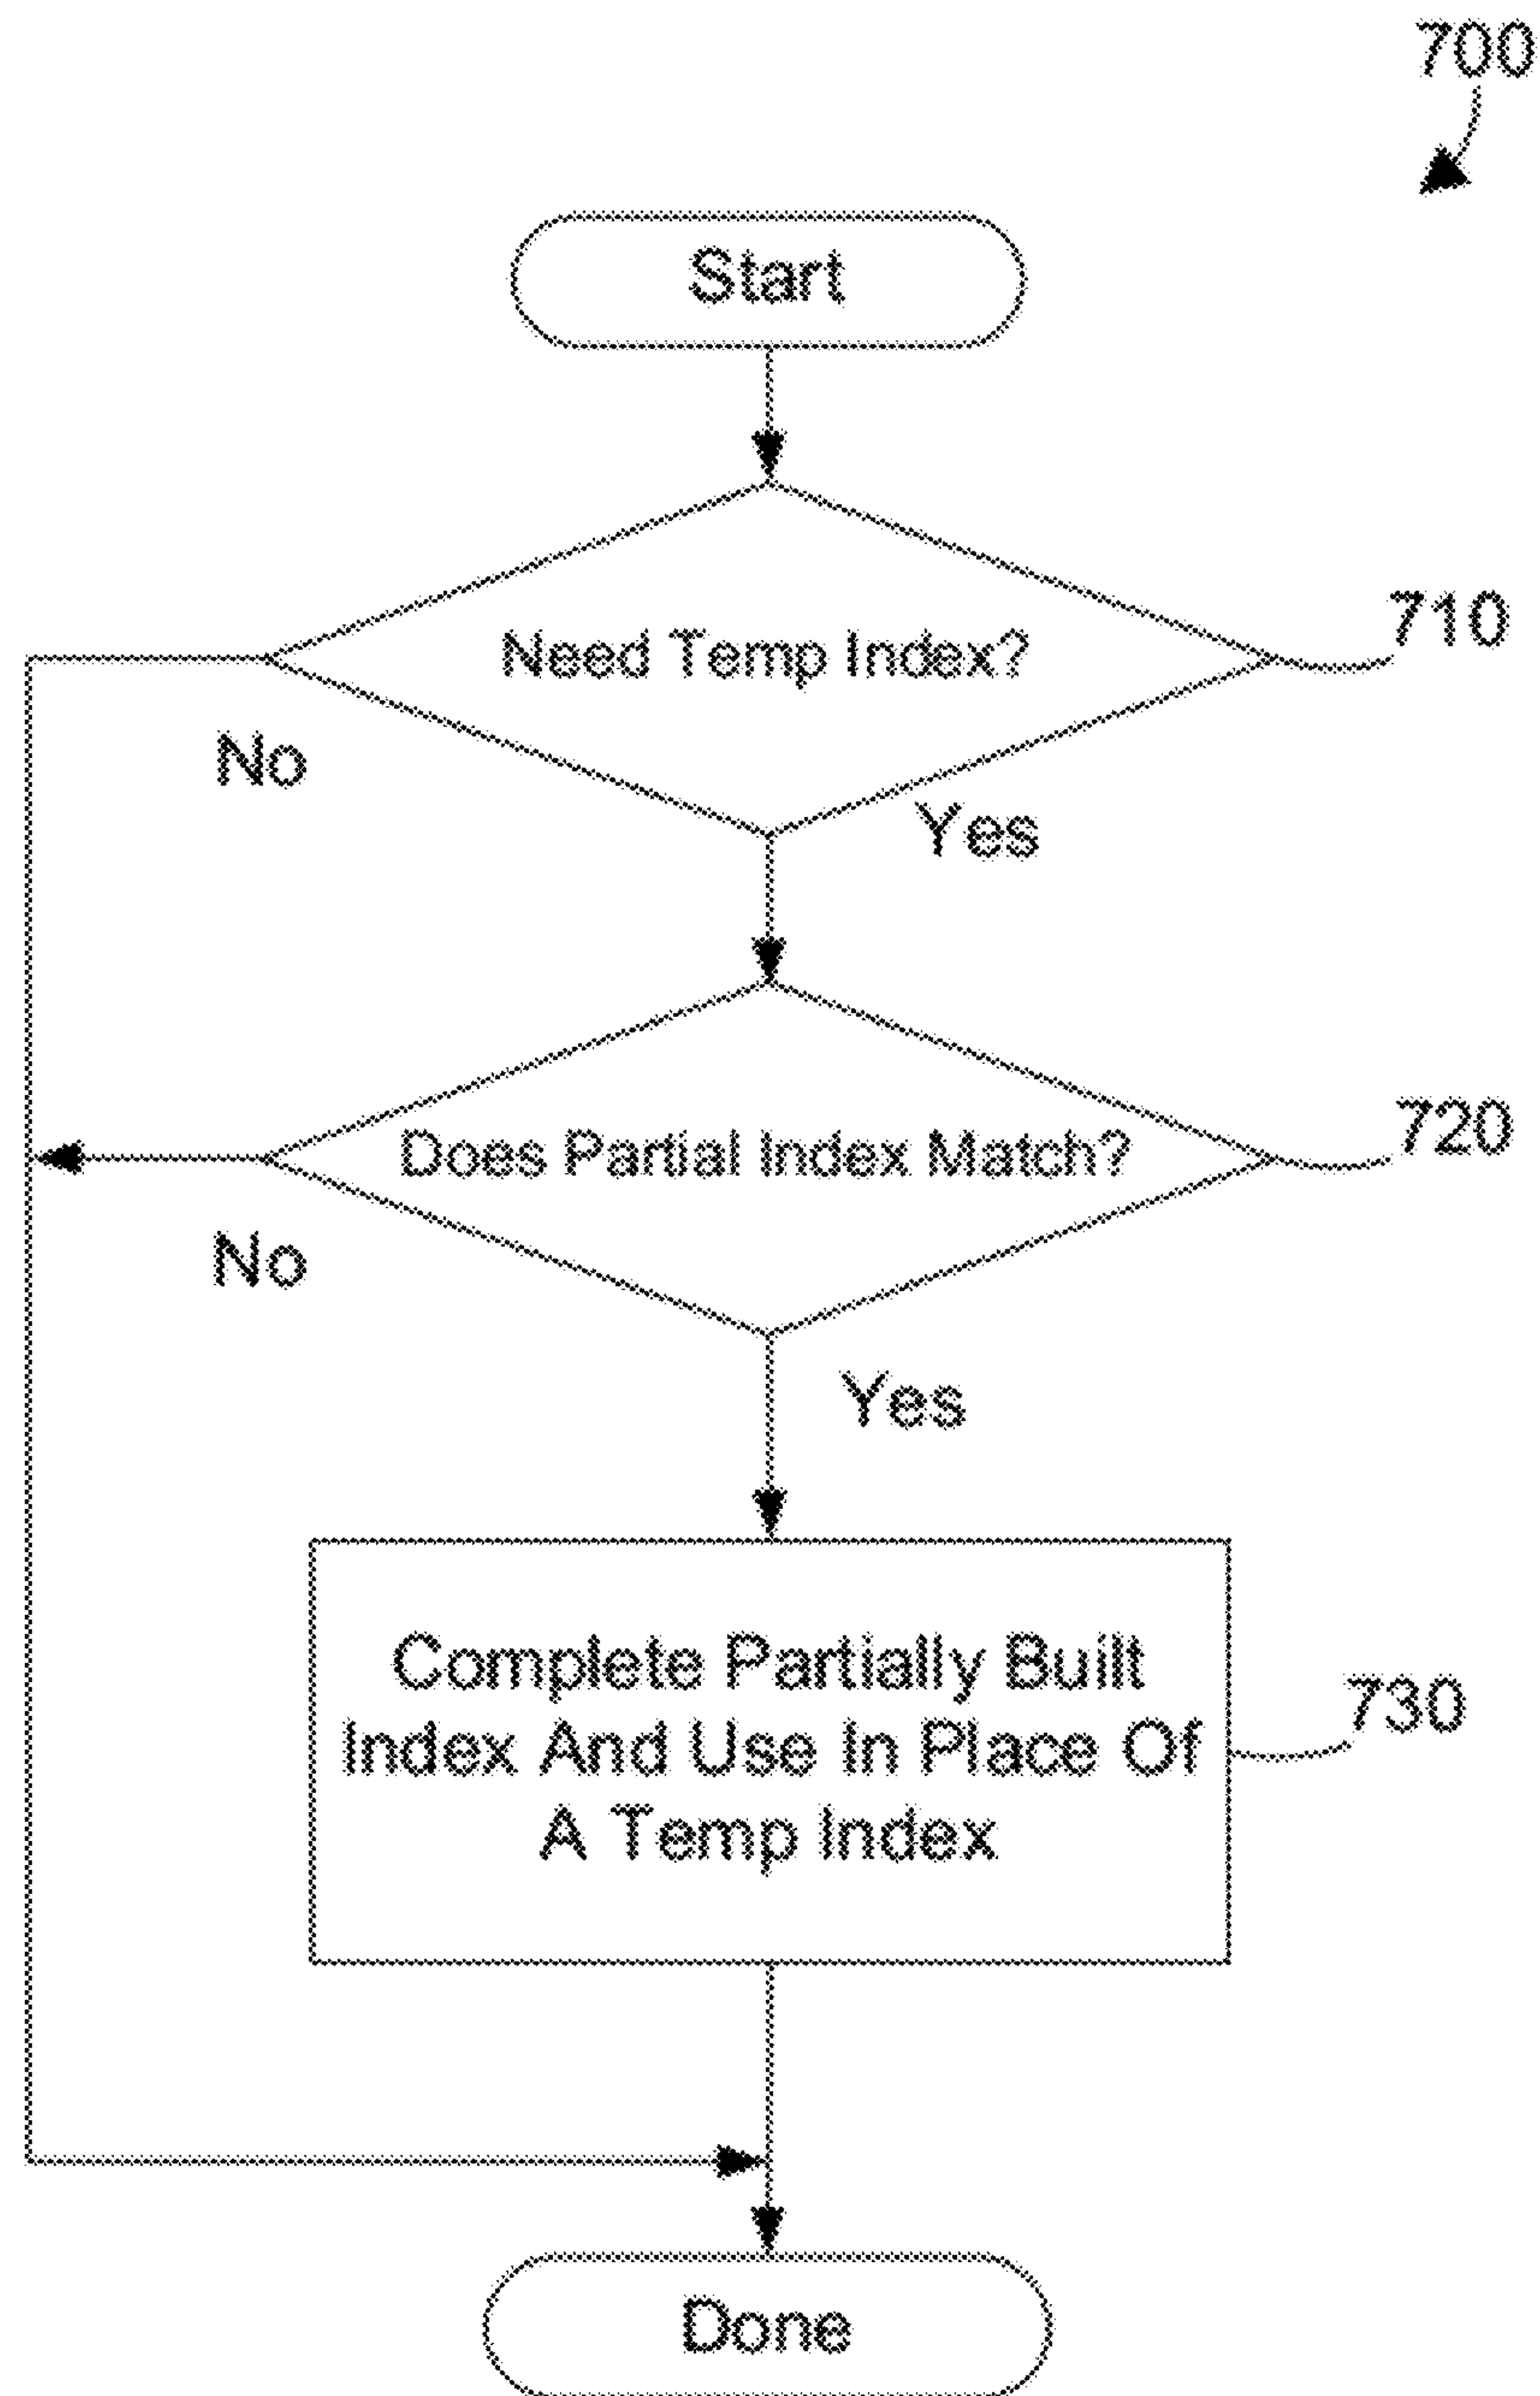 700
Start
Need Temp Index?
710
No
Yes
Does Partial Index Match?
720
No
Yes
Complete Partially Built
Index And Use In Place Of
A Temp Index
730
Done